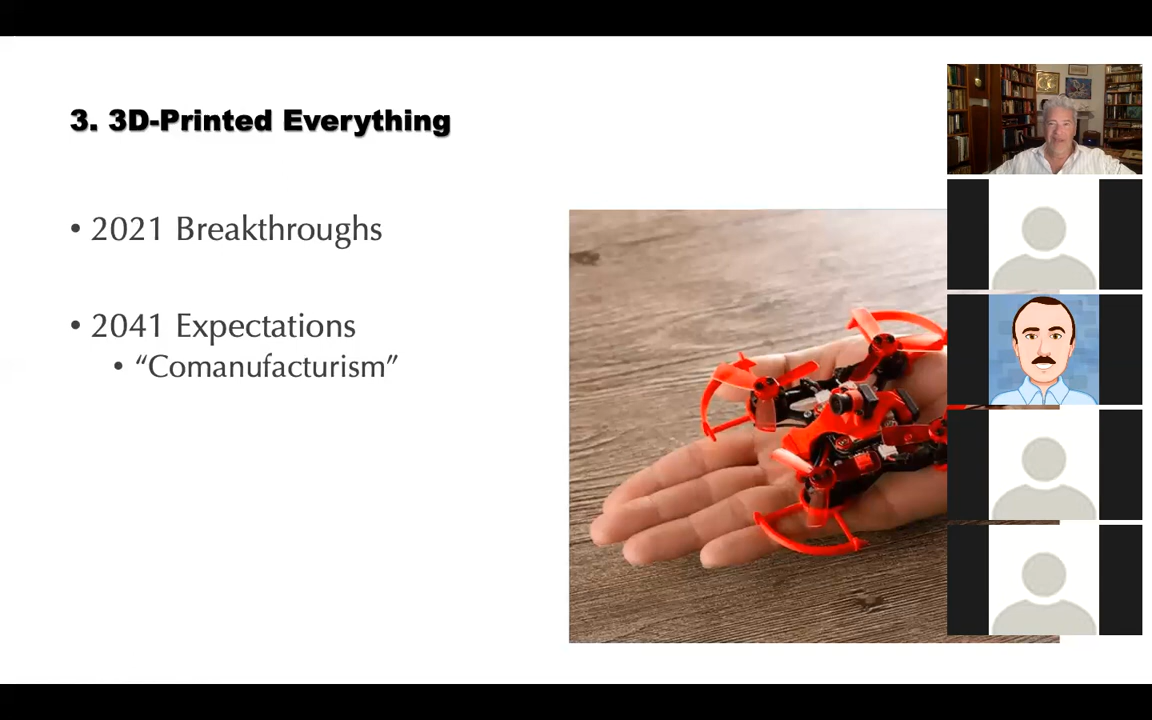 3. 3D-Printed Everything
• 2021 Breakthroughs
• 2041 Expectations
• “Comanufacturism”